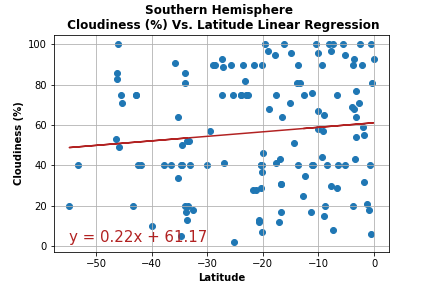 Southern Hemisphere
Cloudiness (%) Vs. Latitude Linear Regression
Cloudiness (%)
100
80
60
40
20
0
y = 0.22x + 61.17
−50
−40
−30
−20
−10
0
Latitude